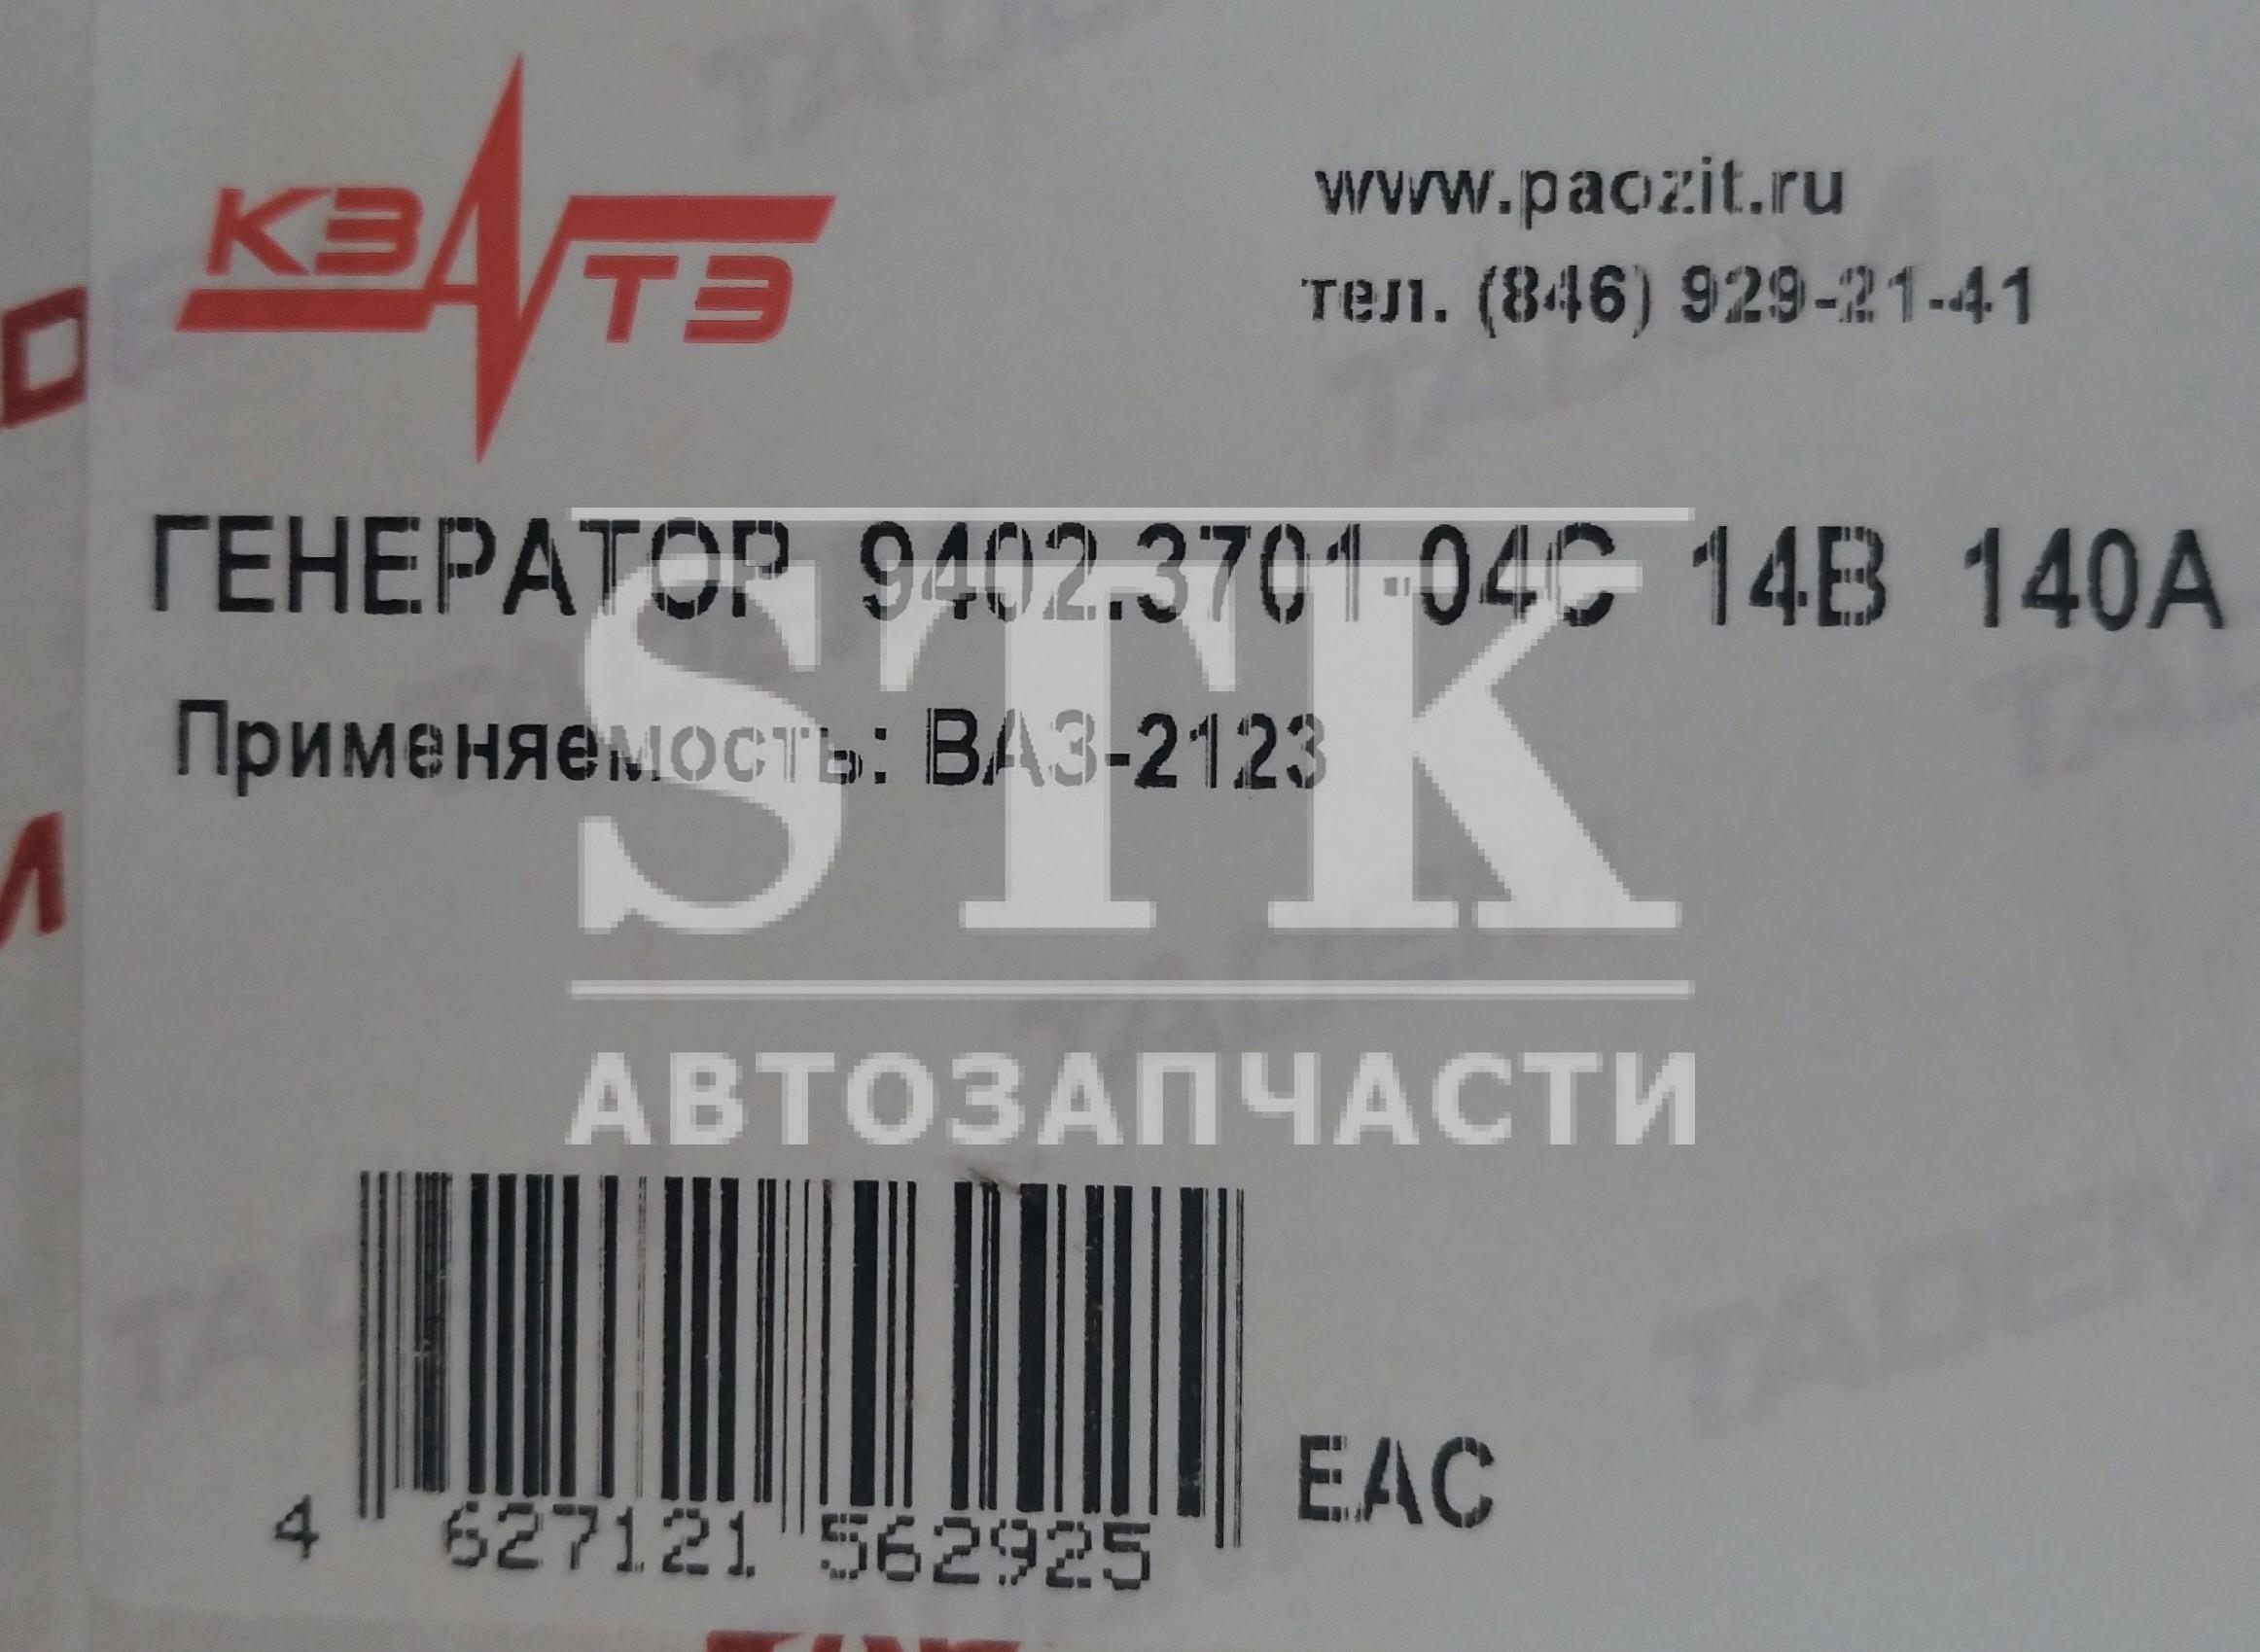 КЗАТЭ
www.paozit.ru
тел. (846) 929-21-41
ГЕНЕРАТОР 9402.3701-04С 14В 140А
Применяемость: ВАЗ-2123
STK
АВТОЗАПЧАСТИ
4 627121 562925
EAC